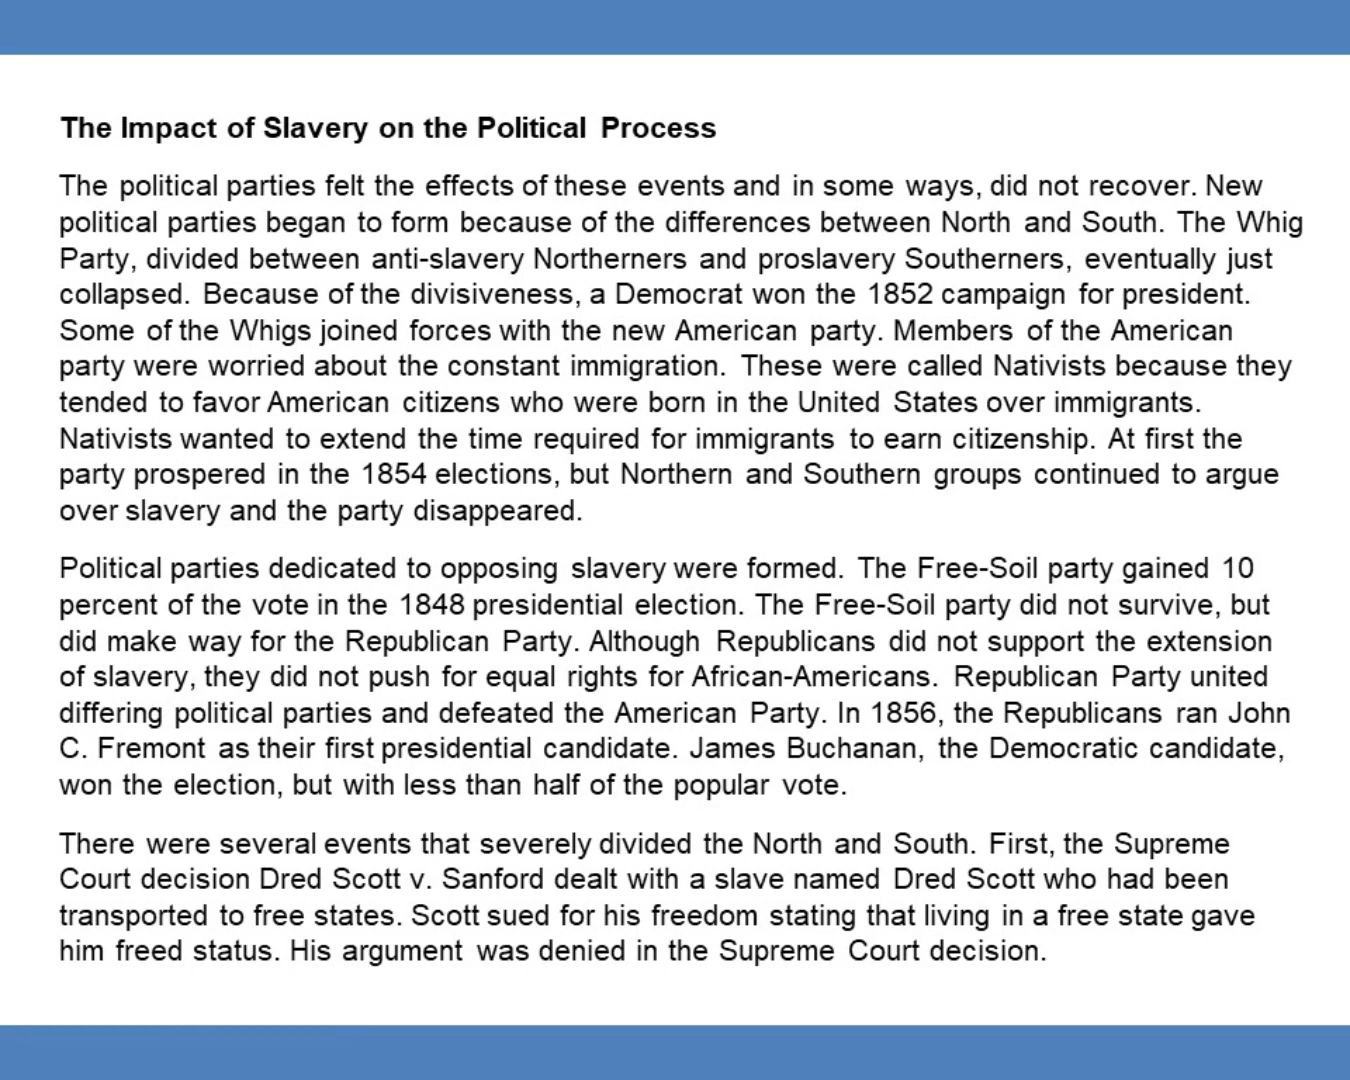 The Impact of Slavery on the Political Process
The political parties felt the effects of these events and in some ways, did not recover. New
political parties began to form because of the differences between North and South. The Whig
Party, divided between anti-slavery Northerners and proslavery Southerners, eventually just
collapsed. Because of the divisiveness, a Democrat won the 1852 campaign for president.
Some of the Whigs joined forces with the new American party. Members of the American
party were worried about the constant immigration. These were called Nativists because they
tended to favor American citizens who were born in the United States over immigrants.
Nativists wanted to extend the time required for immigrants to earn citizenship. At first the
party prospered in the 1854 elections, but Northern and Southern groups continued to argue
over slavery and the party disappeared.
Political parties dedicated to opposing slavery were formed. The Free-Soil party gained 10
percent of the vote in the 1848 presidential election. The Free-Soil party did not survive, but
did make way for the Republican Party. Although Republicans did not support the extension
of slavery, they did not push for equal rights for African-Americans. Republican Party united
differing political parties and defeated the American Party. In 1856, the Republicans ran John
C. Fremont as their first presidential candidate. James Buchanan, the Democratic candidate,
won the election, but with less than half of the popular vote.
There were several events that severely divided the North and South. First, the Supreme
Court decision Dred Scott v. Sanford dealt with a slave named Dred Scott who had been
transported to free states. Scott sued for his freedom stating that living in a free state gave
him freed status. His argument was denied in the Supreme Court decision.